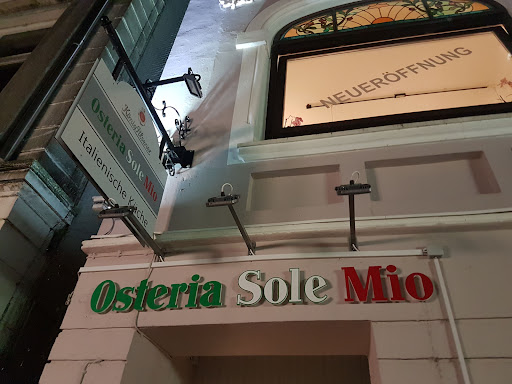 NEUERÖFFNUNG
Osteria Sole Mio
Italienische Küche
Osteria Sole Mio